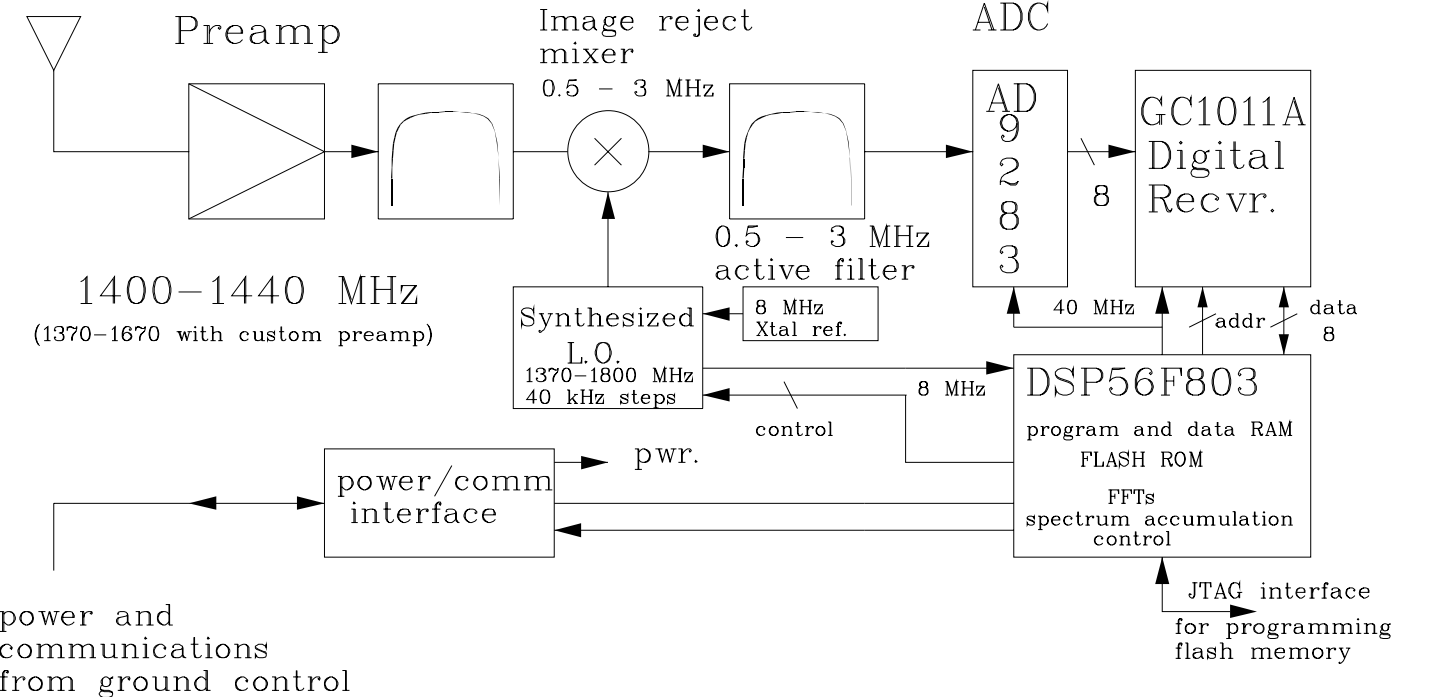 Preamp
Image reject
mixer
0.5 - 3 MHz
ADC
AD
9
2
8
3
8
GC1011A
Digital
Recvr.
0.5 - 3 MHz
active filter
1400-1440 MHz
(1370-1670 with custom preamp)
Synthesized
L.O.
1370-1800 MHz
40 kHz steps
8 MHz
Xtal ref.
40 MHz
addr
data
8
8 MHz
control
DSP56F803
program and data RAM
FLASH ROM
FFTs
spectrum accumulation
control
pwr.
power/comm
interface
JTAG interface
for programming
flash memory
power and
communications
from ground control